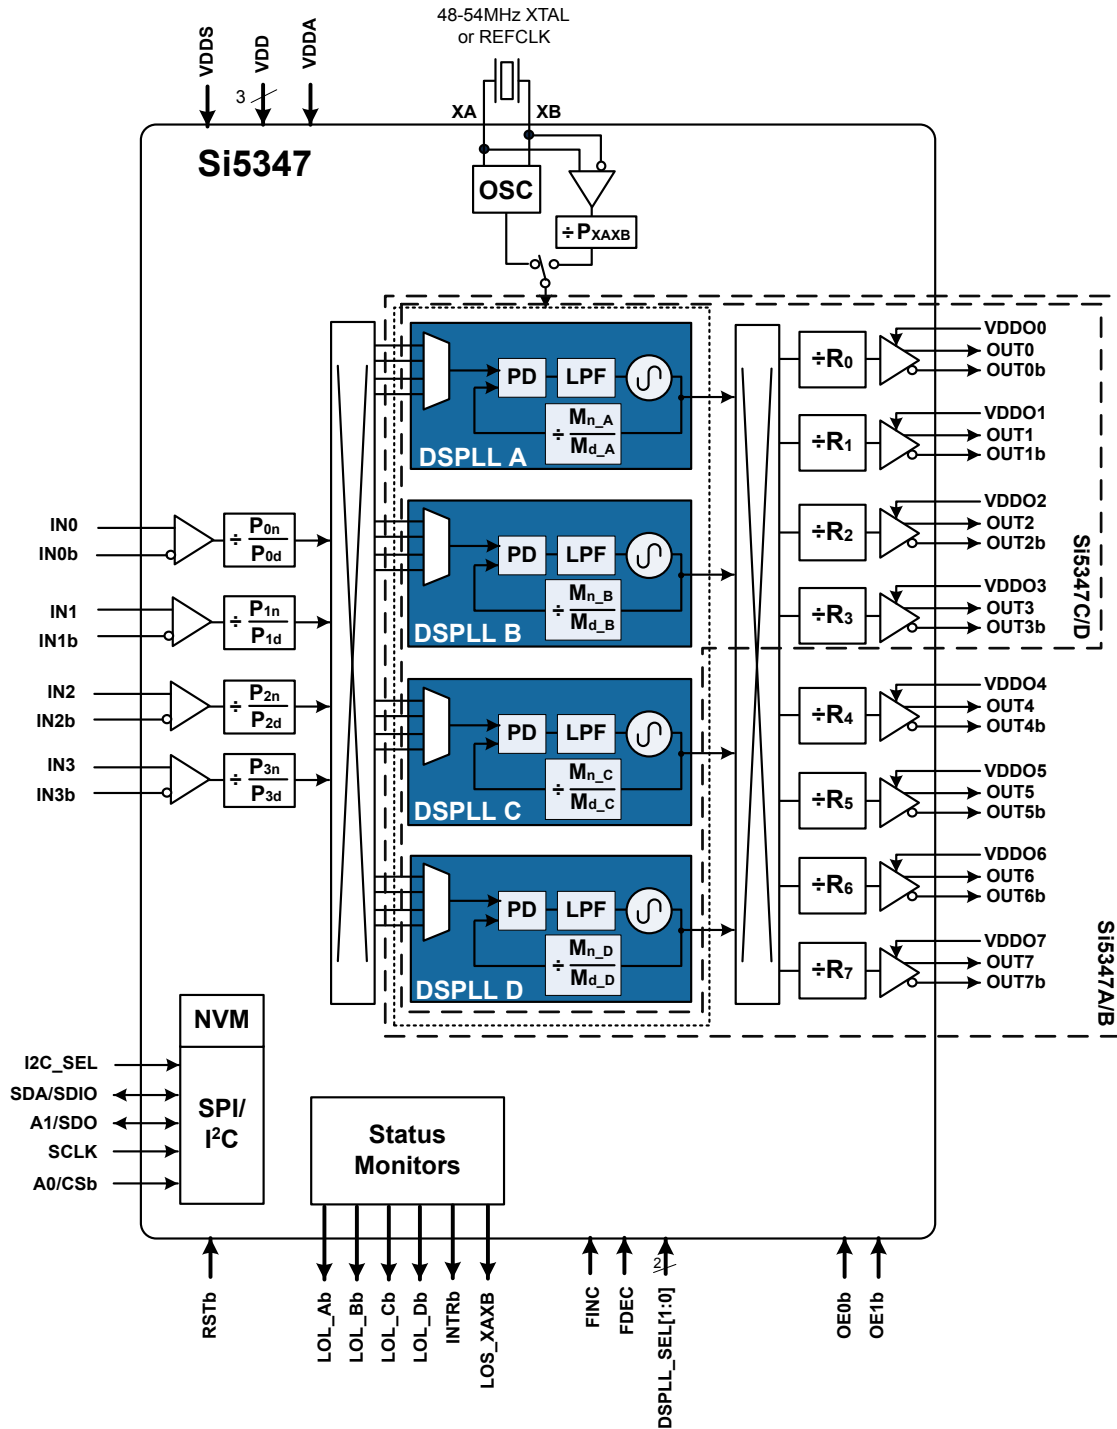 48-54MHz XTAL
or REFCLK
VDDS
VDD
VDDA
3
XA
XB
Si5347
OSC
÷PXAXB
IN0
IN0b
÷ P0n
P0d
IN1
IN1b
÷ P1n
P1d
IN2
IN2b
÷ P2n
P2d
IN3
IN3b
÷ P3n
P3d
PD
LPF
÷ Mn_A
Md_A
DSPLL A
PD
LPF
÷ Mn_B
Md_B
DSPLL B
PD
LPF
÷ Mn_C
Md_C
DSPLL C
PD
LPF
÷ Mn_D
Md_D
DSPLL D
÷R0
VDDO0
OUT0
OUT0b
÷R1
VDDO1
OUT1
OUT1b
÷R2
VDDO2
OUT2
OUT2b
÷R3
VDDO3
OUT3
OUT3b
÷R4
VDDO4
OUT4
OUT4b
÷R5
VDDO5
OUT5
OUT5b
÷R6
VDDO6
OUT6
OUT6b
÷R7
VDDO7
OUT7
OUT7b
Si5347C/D
Si5347A/B
NVM
SPI/
I²C
I2C_SEL
SDA/SDIO
A1/SDO
SCLK
A0/CSb
Status
Monitors
RSTb
LOL_Ab
LOL_Bb
LOL_Cb
LOL_Db
INTRb
LOS_XAXB
FINC
FDEC
2
DSPLL_SEL[1:0]
OE0b
OE1b